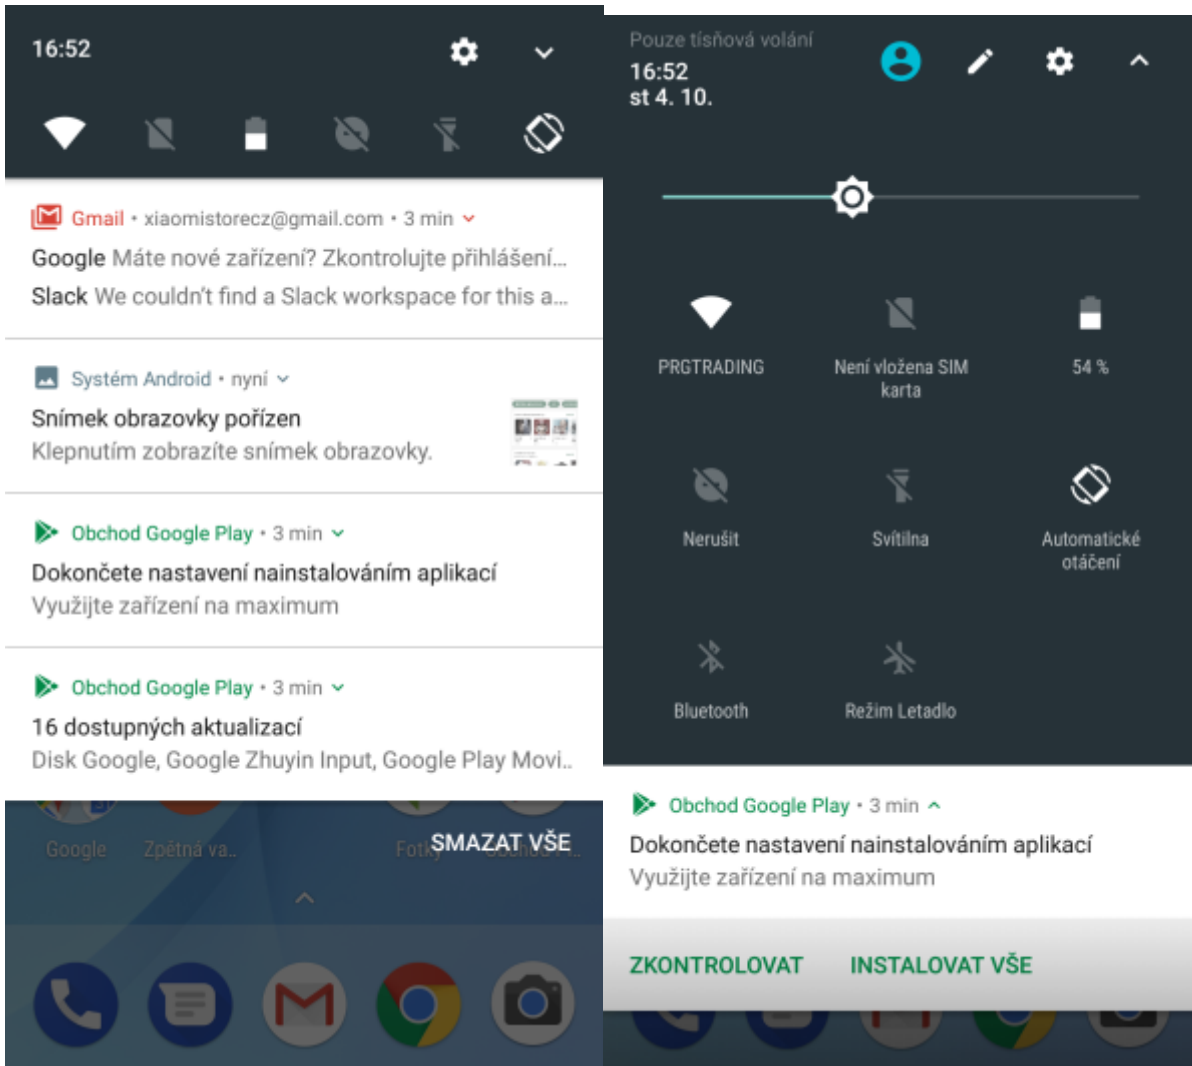 16:52
Gmail • xiaomistorecz@gmail.com • 3 min
Google Máte nové zařízení? Zkontrolujte přihlášení...
Slack We couldn't find a Slack workspace for this a...
Systém Android • nyní
Snímek obrazovky pořízen
Klepnutím zobrazíte snímek obrazovky.
Obchod Google Play • 3 min
Dokončete nastavení nainstalováním aplikací
Využijte zařízení na maximum
Obchod Google Play • 3 min
16 dostupných aktualizací
Disk Google, Google Zhuyin Input, Google Play Movi..
SMAZAT VŠE
Google
Zpětná va..
Fotky
Pouze tísňová volání
16:52
st 4. 10.
PRGTRADING
Není vložena SIM
karta
54 %
Nerušit
Svítilna
Automatické
otáčení
Bluetooth
Režim Letadlo
Obchod Google Play • 3 min
Dokončete nastavení nainstalováním aplikací
Využijte zařízení na maximum
ZKONTROLOVAT
INSTALOVAT VŠE